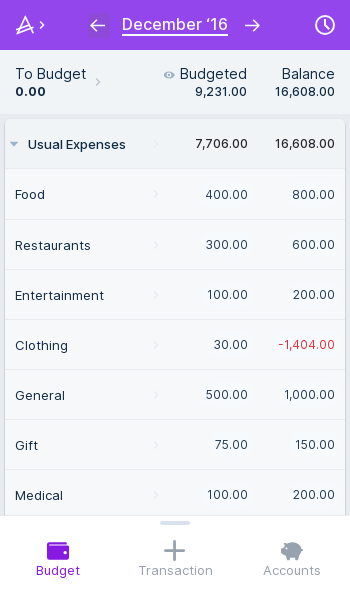 December ‘16
To Budget Budgeted Balance
0.00 9,231.00 16,608.00
Usual Expenses 7,706.00 16,608.00
Food 400.00 800.00
Restaurants 300.00 600.00
Entertainment 100.00 200.00
Clothing 30.00 -1,404.00
General 500.00 1,000.00
Gift 75.00 150.00
Medical 100.00 200.00
Budget Transaction Accounts